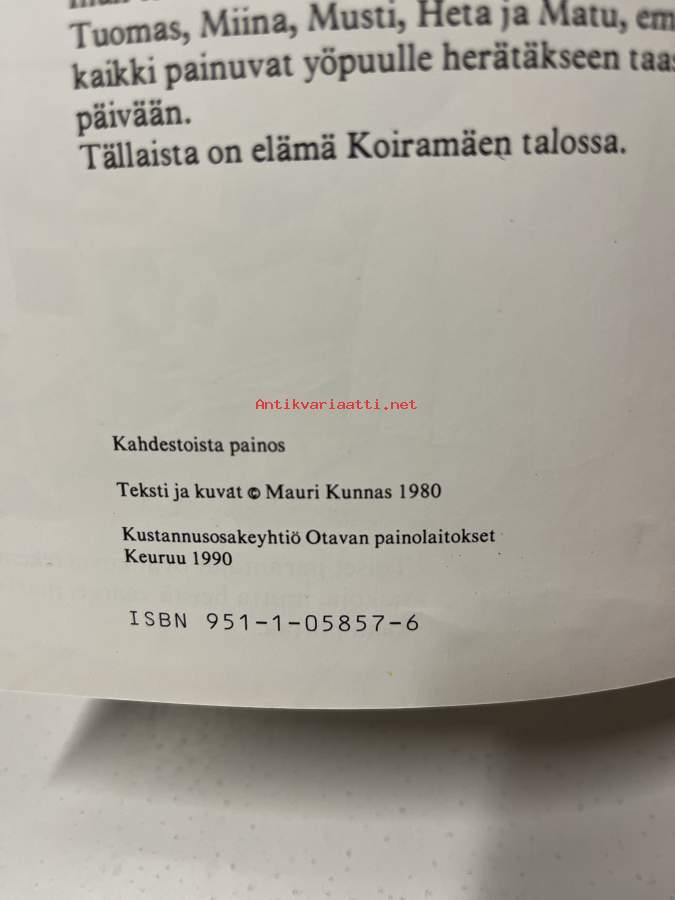 Tuomas, Miina, Musti, Heta ja Matu, em
kaikki painuvat yöpuulle herätäkseen taas
päivään.
Tällaista on elämä Koiramäen talossa.
Antikvariaatti.net
Kahdestoista painos
Teksti ja kuvat © Mauri Kunnas 1980
Kustannusosakeyhtiö Otavan painolaitokset
Keuruu 1990
ISBN 951-1-05857-6